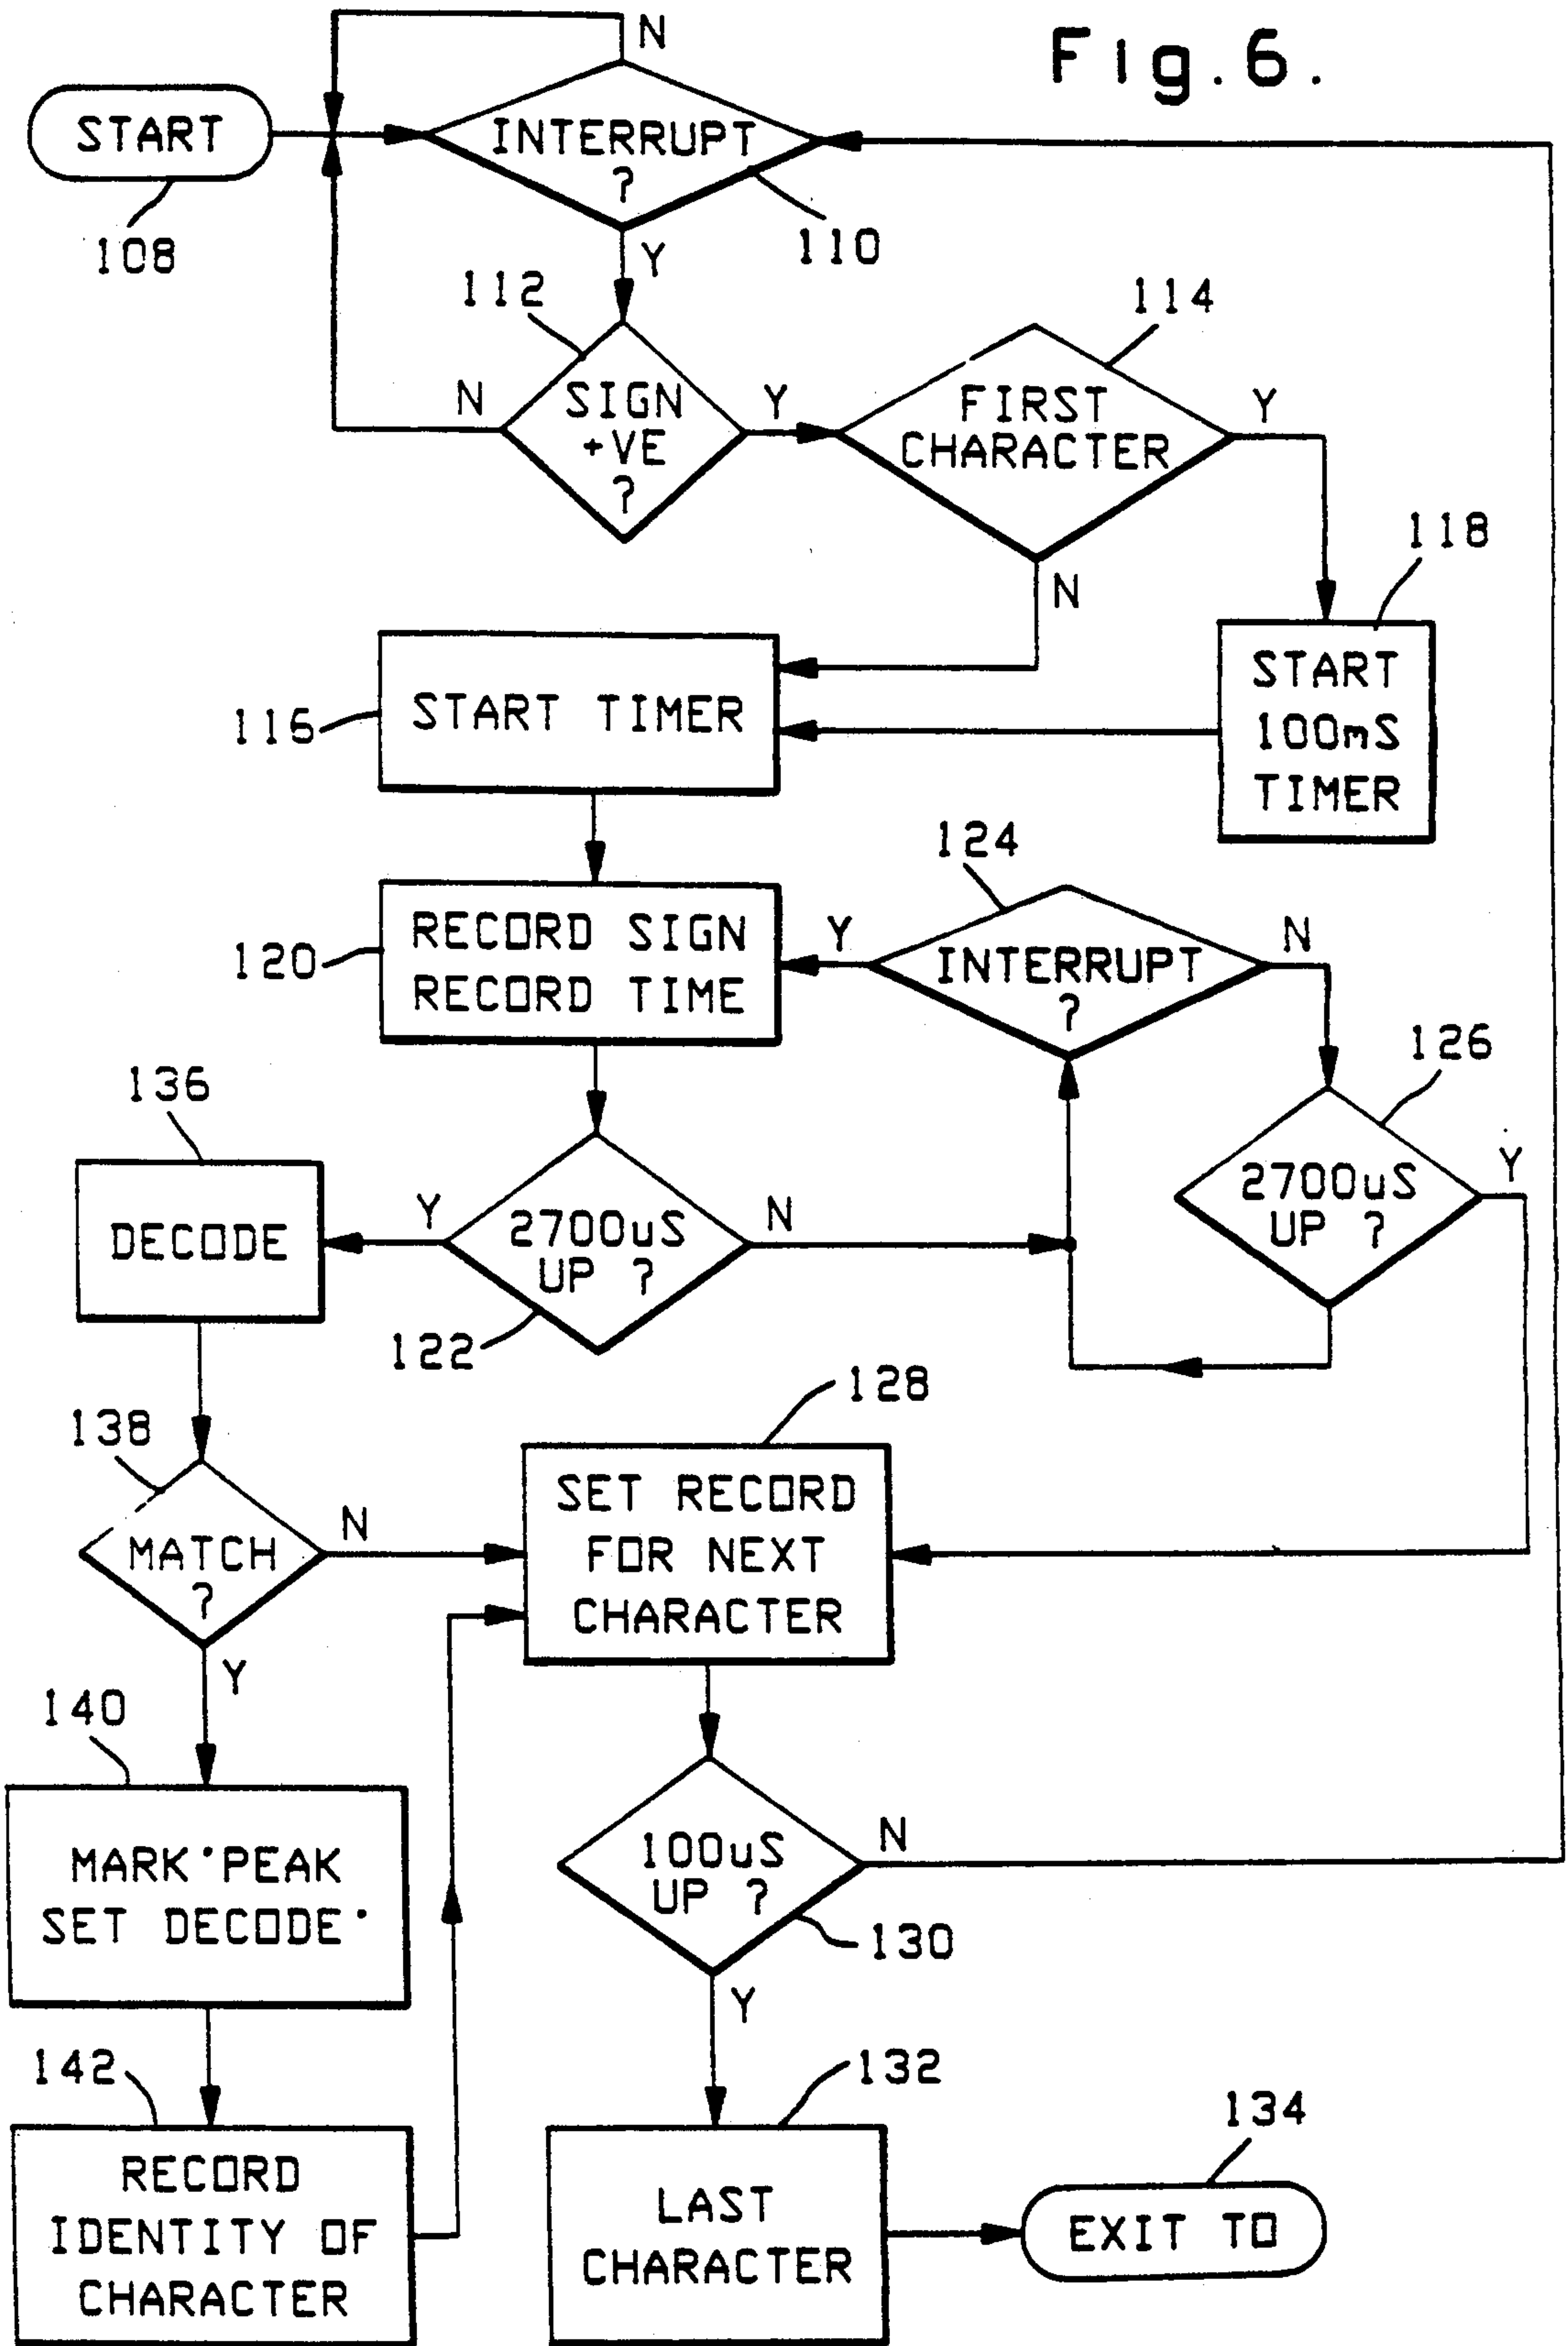 Fig.6.
N
START
INTERRUPT
?
108
110
Y
112
114
N
SIGN
+VE
?
Y
FIRST
CHARACTER
Y
N
118
START
100mS
TIMER
116
START TIMER
124
120
RECORD SIGN
RECORD TIME
Y
INTERRUPT
?
N
126
136
DECODE
Y
2700uS
UP ?
N
122
2700uS
UP ?
Y
128
138
MATCH
?
N
SET RECORD
FOR NEXT
CHARACTER
Y
140
MARK 'PEAK
SET DECODE'
100uS
UP ?
N
130
Y
142
132
134
RECORD
IDENTITY OF
CHARACTER
LAST
CHARACTER
EXIT TO